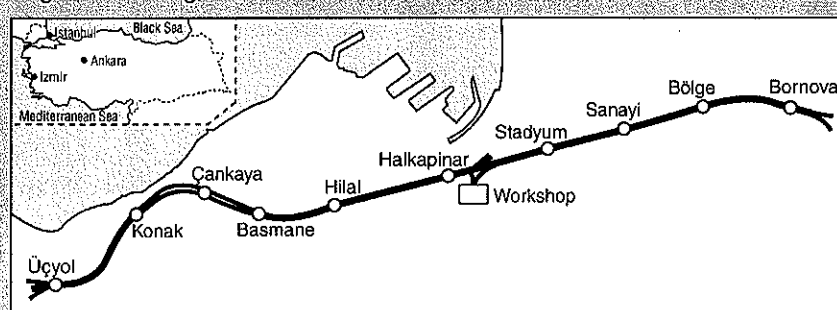 Black Sea
Istanbul
Ankara
Izmir
Mediterranean Sea
Bornova
Bölge
Sanayi
Stadyum
Halkapinar
Workshop
Hilal
Çankaya
Basmane
Konak
Üçyol